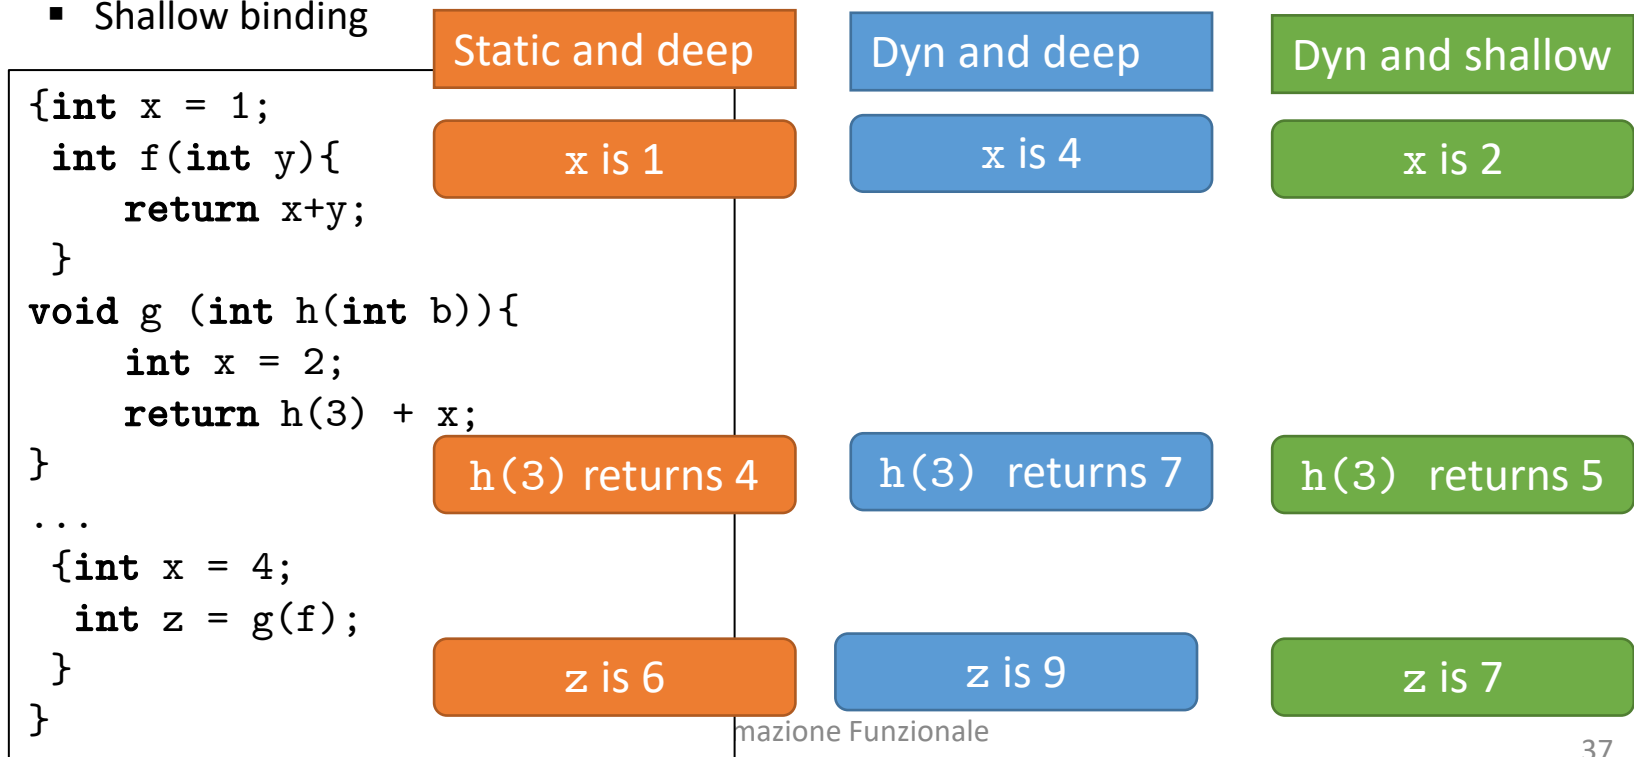 ▪ Shallow binding
Static and deep
Dyn and deep
Dyn and shallow
{int x = 1;
int f(int y){
return x+y;
}
void g (int h(int b)){
int x = 2;
return h(3) + x;
}
...
{int x = 4;
int z = g(f);
}
}
x is 1
x is 4
x is 2
h(3) returns 4
h(3) returns 7
h(3) returns 5
z is 6
z is 9
z is 7
Funzionale
37